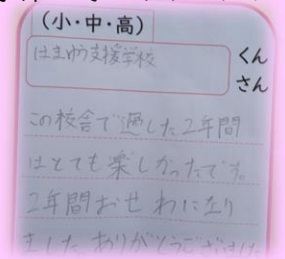 （小・中・高）
はまゆう支援学校
くん
さん
この校舎で過した2年間
はとても楽しかったです。
2年間おせわになり
ました。ありがとうございました